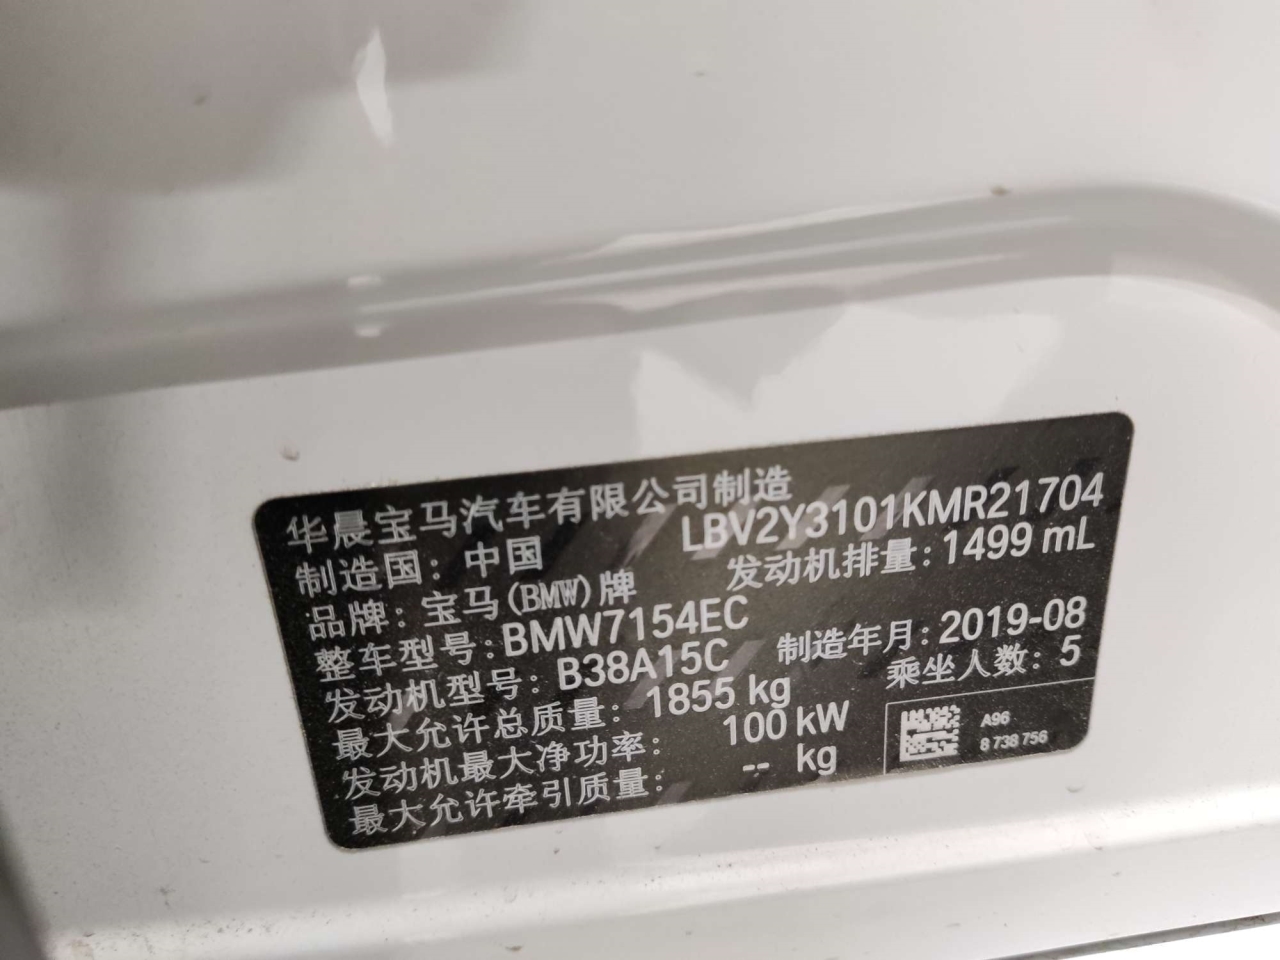 华晨宝马汽车有限公司制造
制造国：中国 LBV2Y3101KMR21704
品牌：宝马(BMW)牌 发动机排量：1499 mL
整车型号：BMW7154EC
发动机型号：B38A15C 制造年月：2019-08
最大允许总质量：1855 kg 乘坐人数：5
发动机最大净功率：100 kW
最大允许牵引质量：-- kg
A96
8 738 756